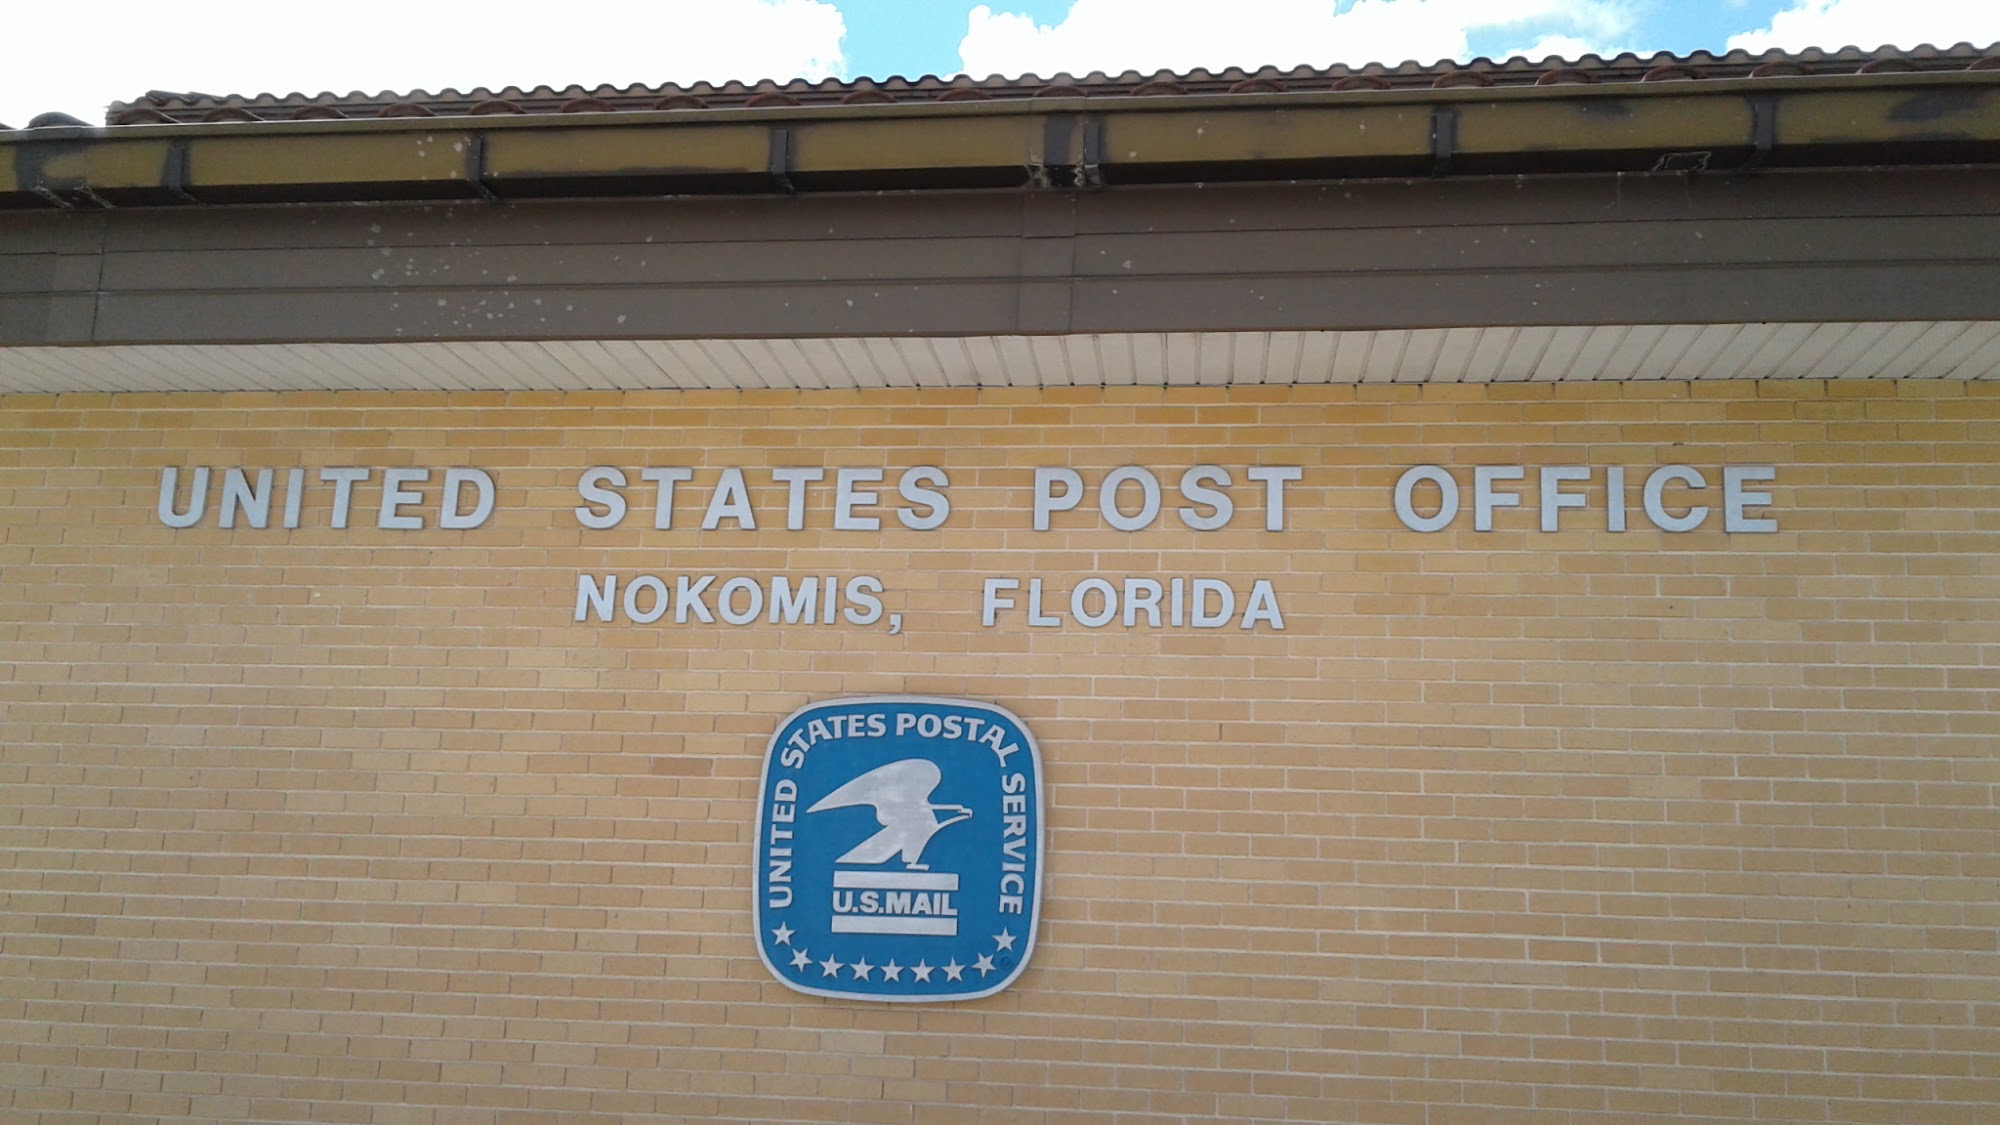 UNITED STATES POST OFFICE
NOKOMIS, FLORIDA
UNITED STATES POSTAL SERVICE
U.S.MAIL